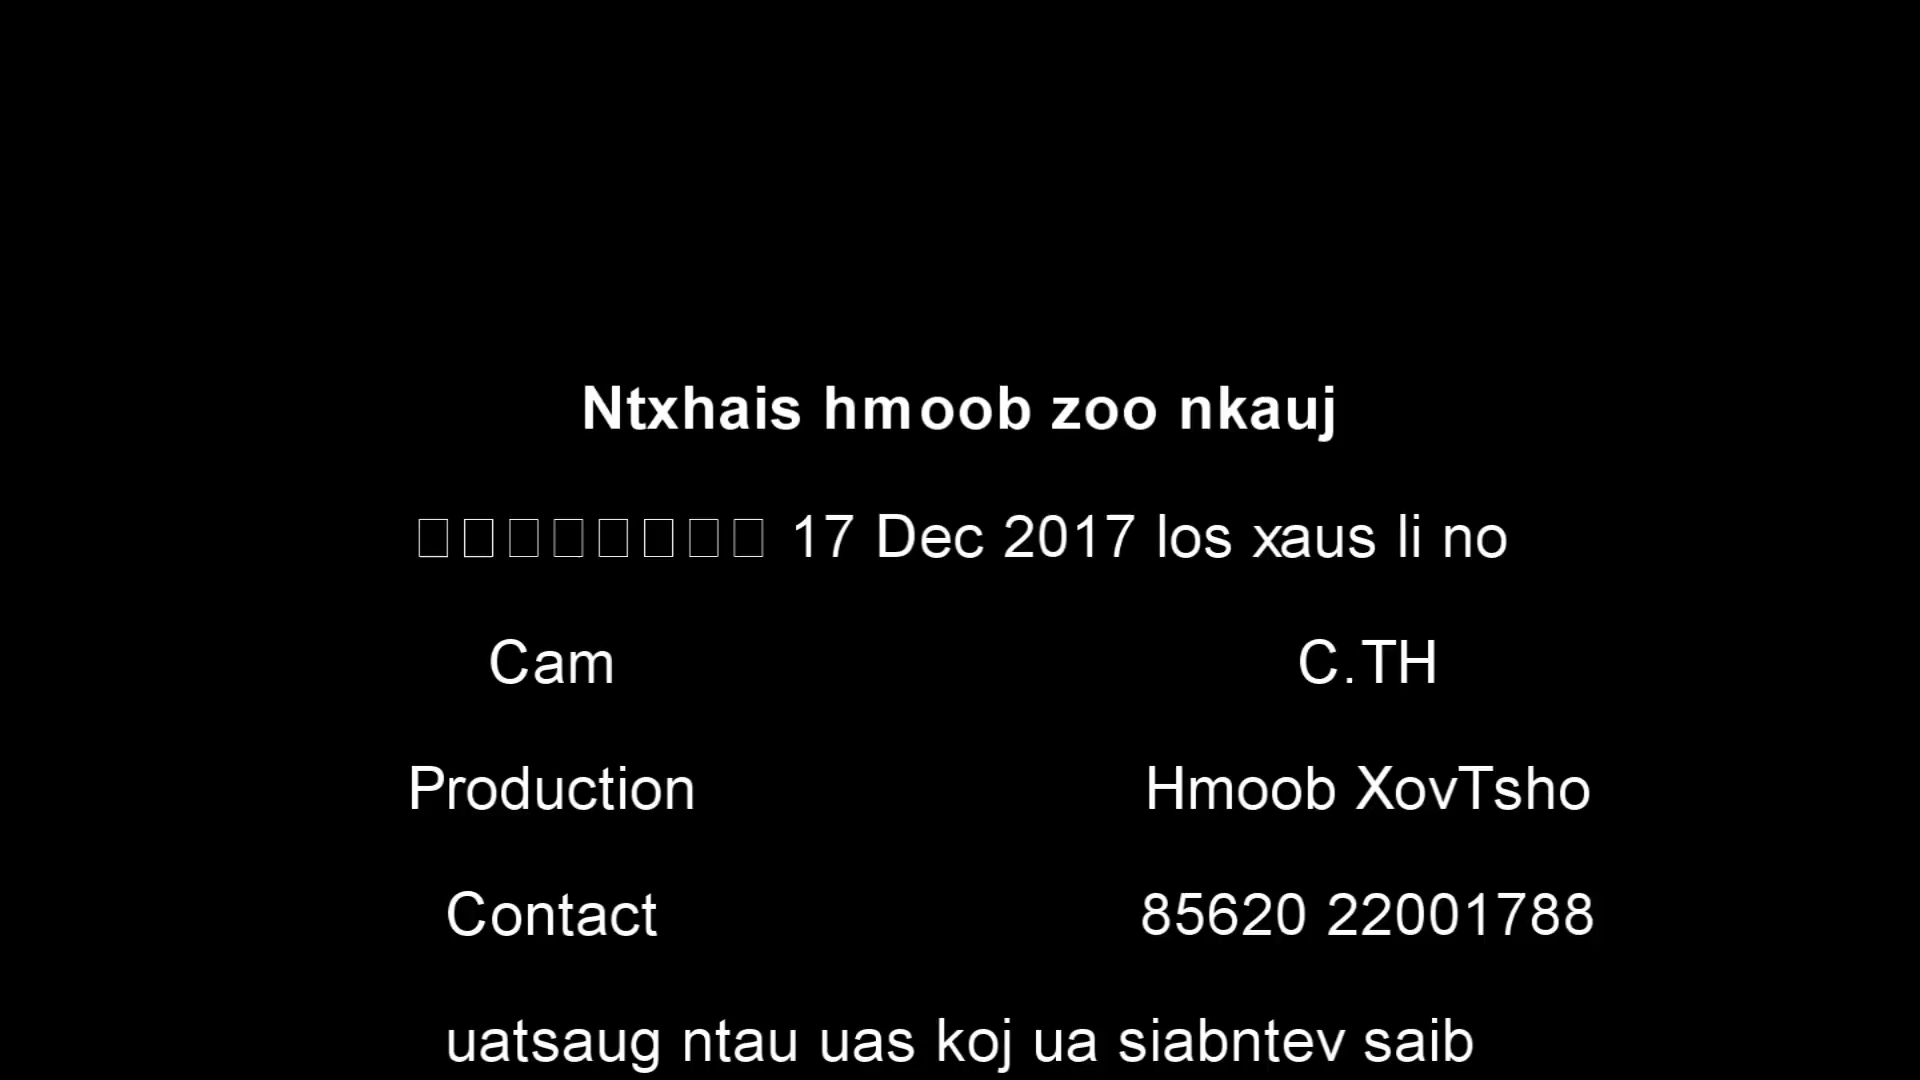 Ntxhais hmoob zoo nkauj
17 Dec 2017 los xaus li no
Cam C.TH
Production Hmoob XovTsho
Contact 85620 22001788
uatsaug ntau uas koj ua siabntev saib